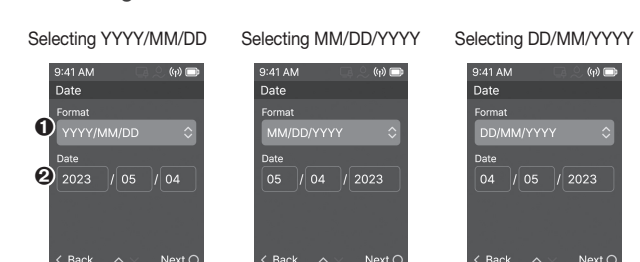 Selecting YYYY/MM/DD
9:41 AM
Date
Format
❶ YYYY/MM/DD
Date
❷ 2023 / 05 / 04
< Back Next
Selecting MM/DD/YYYY
9:41 AM
Date
Format
MM/DD/YYYY
Date
05 / 04 / 2023
< Back Next
Selecting DD/MM/YYYY
9:41 AM
Date
Format
DD/MM/YYYY
Date
04 / 05 / 2023
< Back Next